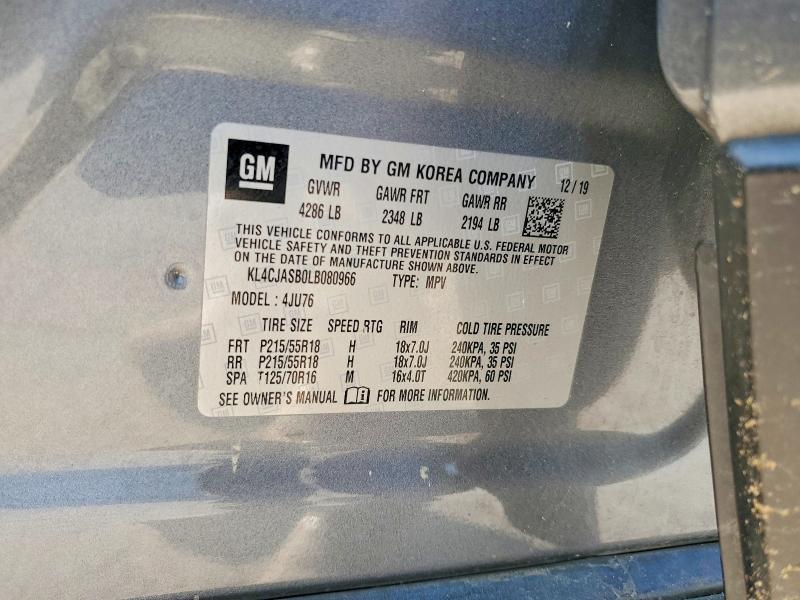 GM MFD BY GM KOREA COMPANY 12/19
GVWR GAWR FRT GAWR RR
4286 LB 2348 LB 2194 LB
THIS VEHICLE CONFORMS TO ALL APPLICABLE U.S. FEDERAL MOTOR
VEHICLE SAFETY AND THEFT PREVENTION STANDARDS IN EFFECT
ON THE DATE OF MANUFACTURE SHOWN ABOVE.
KL4CJASB0LB080966 TYPE: MPV
MODEL : 4JU76
TIRE SIZE SPEED RTG RIM COLD TIRE PRESSURE
FRT P215/55R18 H 18x7.0J 240KPA, 35 PSI
RR P215/55R18 H 18x7.0J 240KPA, 35 PSI
SPA T125/70R16 M 16x4.0T 420KPA, 60 PSI
SEE OWNER'S MANUAL FOR MORE INFORMATION.